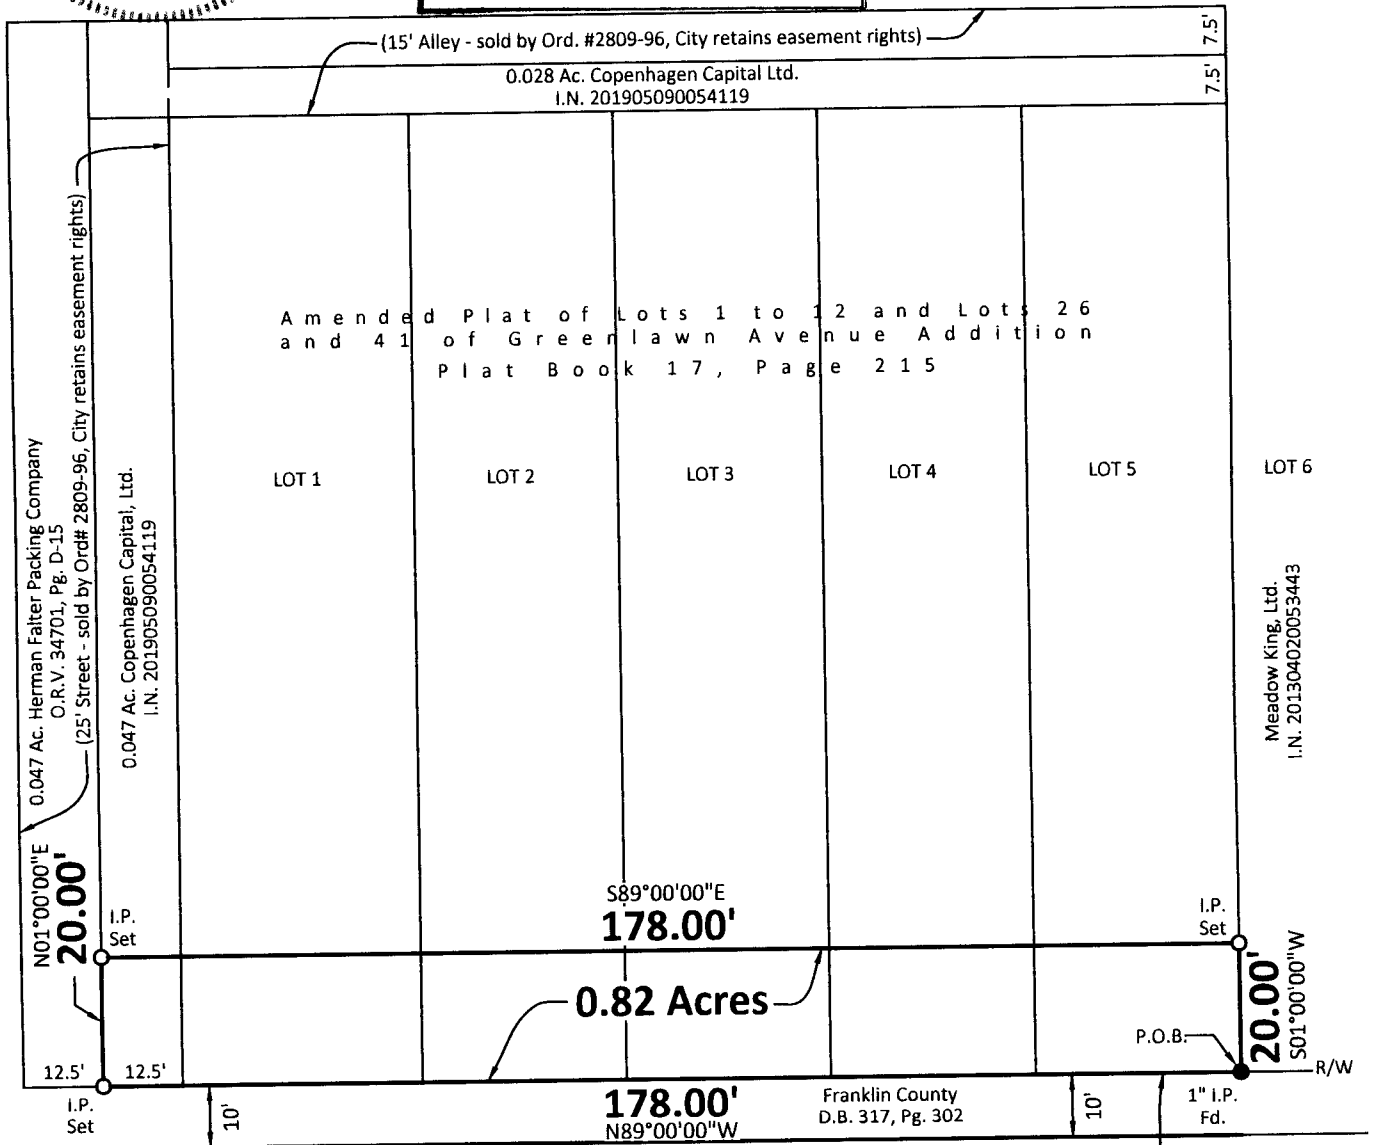 (15' Alley - sold by Ord. #2809-96, City retains easement rights)
7.5'
0.028 Ac. Copenhagen Capital Ltd.
I.N. 201905090054119
7.5'
Amended Plat of Lots 1 to 12 and Lots 26
and 41 of Greenlawn Avenue Addition
Plat Book 17, Page 215
LOT 1
LOT 2
LOT 3
LOT 4
LOT 5
LOT 6
0.047 Ac. Herman Falter Packing Company
O.R.V. 34701, Pg. D-15
(25' Street - sold by Ord# 2809-96, City retains easement rights)
0.047 Ac. Copenhagen Capital, Ltd.
I.N. 201905090054119
Meadow King, Ltd.
I.N. 201304020053443
N01°00'00"E
20.00'
I.P.
Set
S89°00'00"E
178.00'
I.P.
Set
0.82 Acres
20.00'
S01°00'00"W
P.O.B.
R/W
12.5'
12.5'
I.P.
Set
10'
178.00'
N89°00'00"W
Franklin County
D.B. 317, Pg. 302
10'
1" I.P.
Fd.